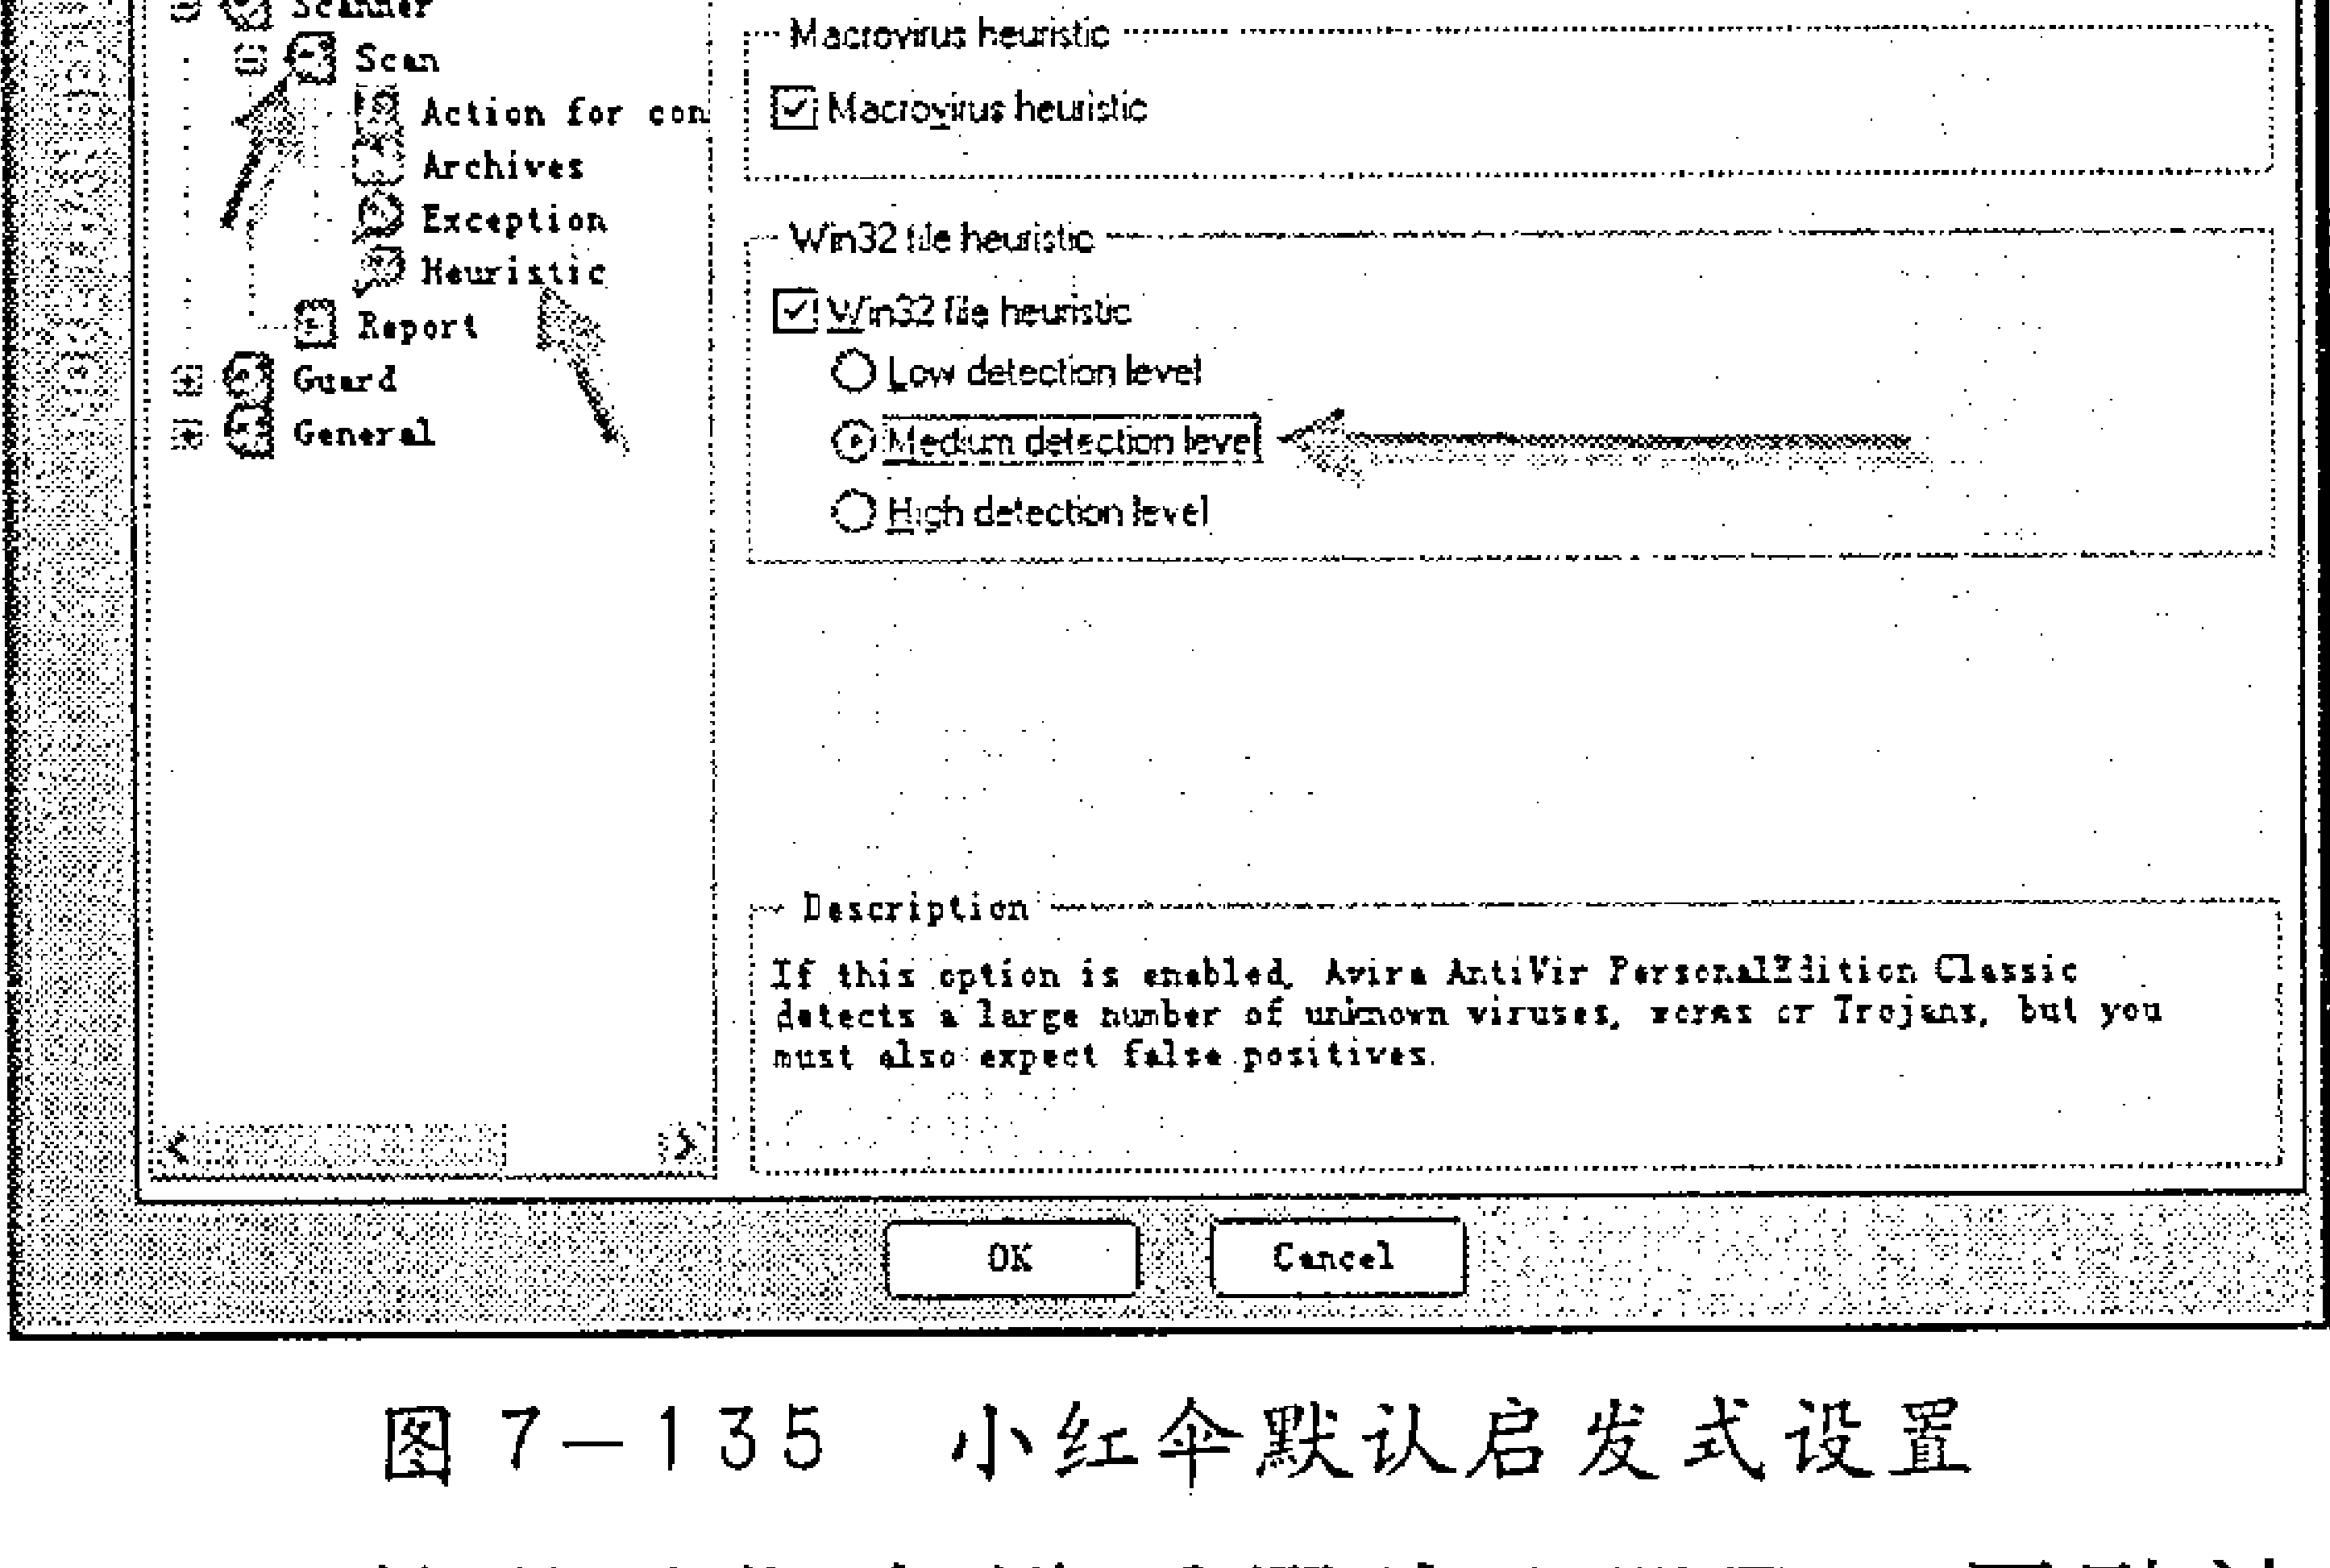 Scanner
Scan
Action for con
Archives
Exception
Heuristic
Report
Guard
General
Macrovirus heuristic
Macrovirus heuristic
Win32 file heuristic
Win32 file heuristic
Low detection level
Medium detection level
High detection level
Description
If this option is enabled, Avira AntiVir PersonalEdition Classic
detects a large number of unknown viruses, worms or Trojans, but you
must also expect false positives.
OK
Cancel
图 7-135 小红伞默认启发式设置